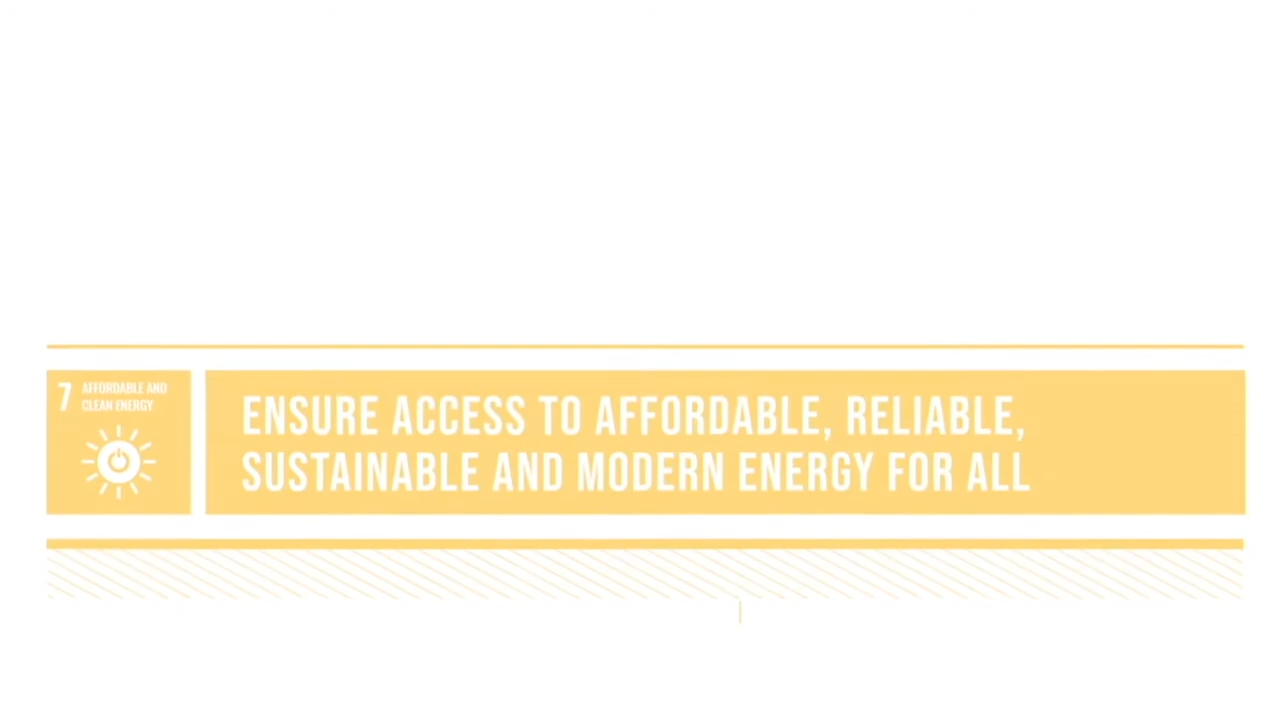 7 AFFORDABLE AND
CLEAN ENERGY
ENSURE ACCESS TO AFFORDABLE, RELIABLE,
SUSTAINABLE AND MODERN ENERGY FOR ALL